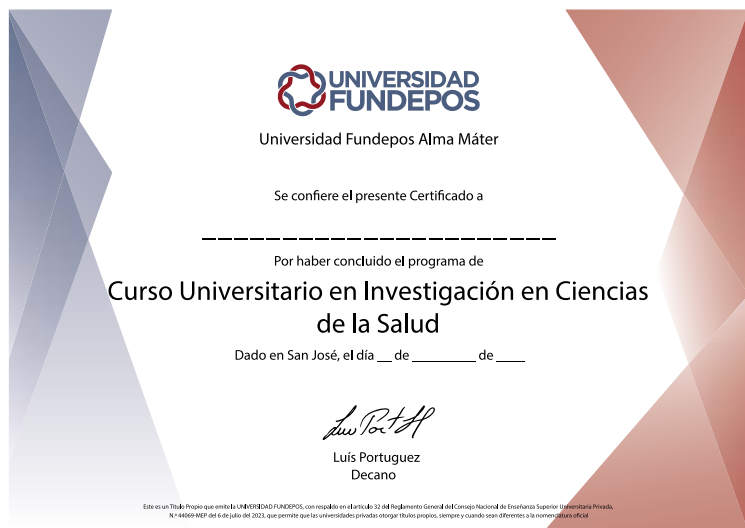 UNIVERSIDAD
FUNDEPOS
Universidad Fundepos Alma Máter
Se confiere el presente Certificado a
_______________________
Por haber concluido el programa de
Curso Universitario en Investigación en Ciencias
de la Salud
Dado en San José, el día __ de _________ de ____
Luís Portuguez
Decano
Este es un Título Propio que emite la UNIVERSIDAD FUNDEPOS, con respaldo en el artículo 32 del Reglamento General del Consejo Nacional de Enseñanza Superior Universitaria Privada,
N.º 44069-MEP del 6 de julio del 2023, que permite que las universidades privadas otorgar títulos propios, siempre y cuando sean diferentes a la nomenclatura oficial